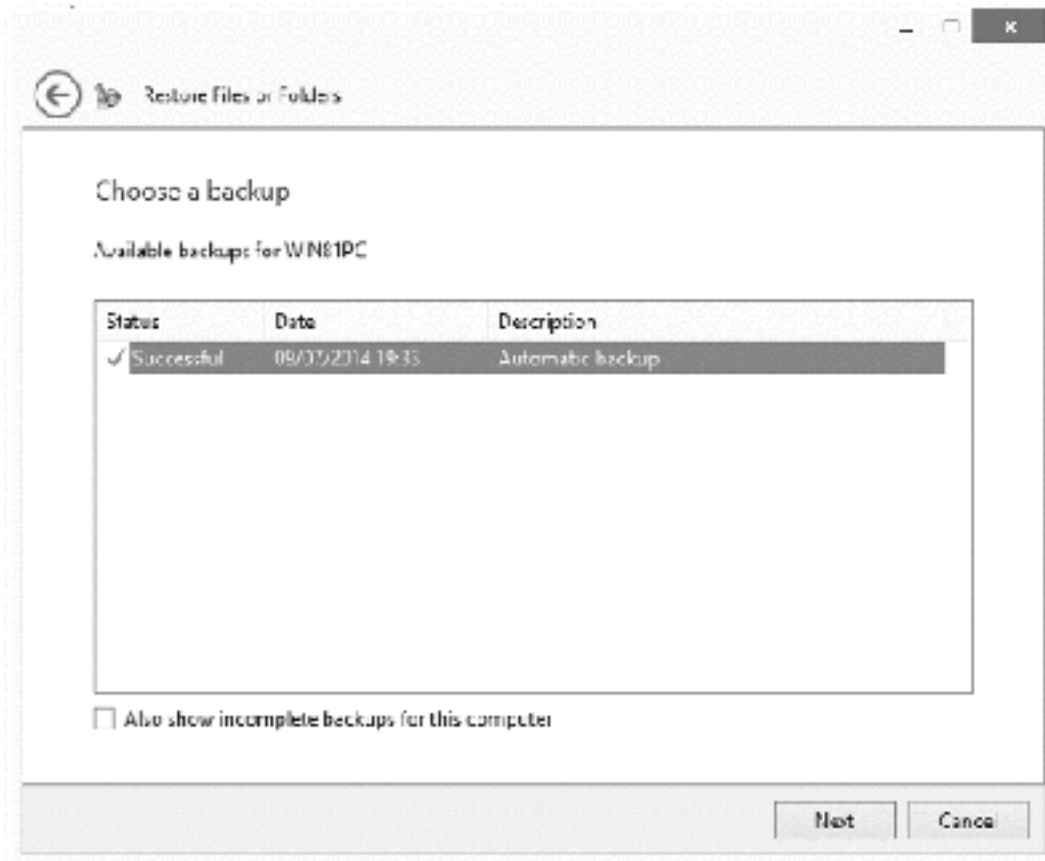 Restore Files or Folders
Choose a backup
Available backups for WIN81PC
Status Date Description
Successful 09/07/2014 19:33 Automatic backup
Also show incomplete backups for this computer
Next Cancel